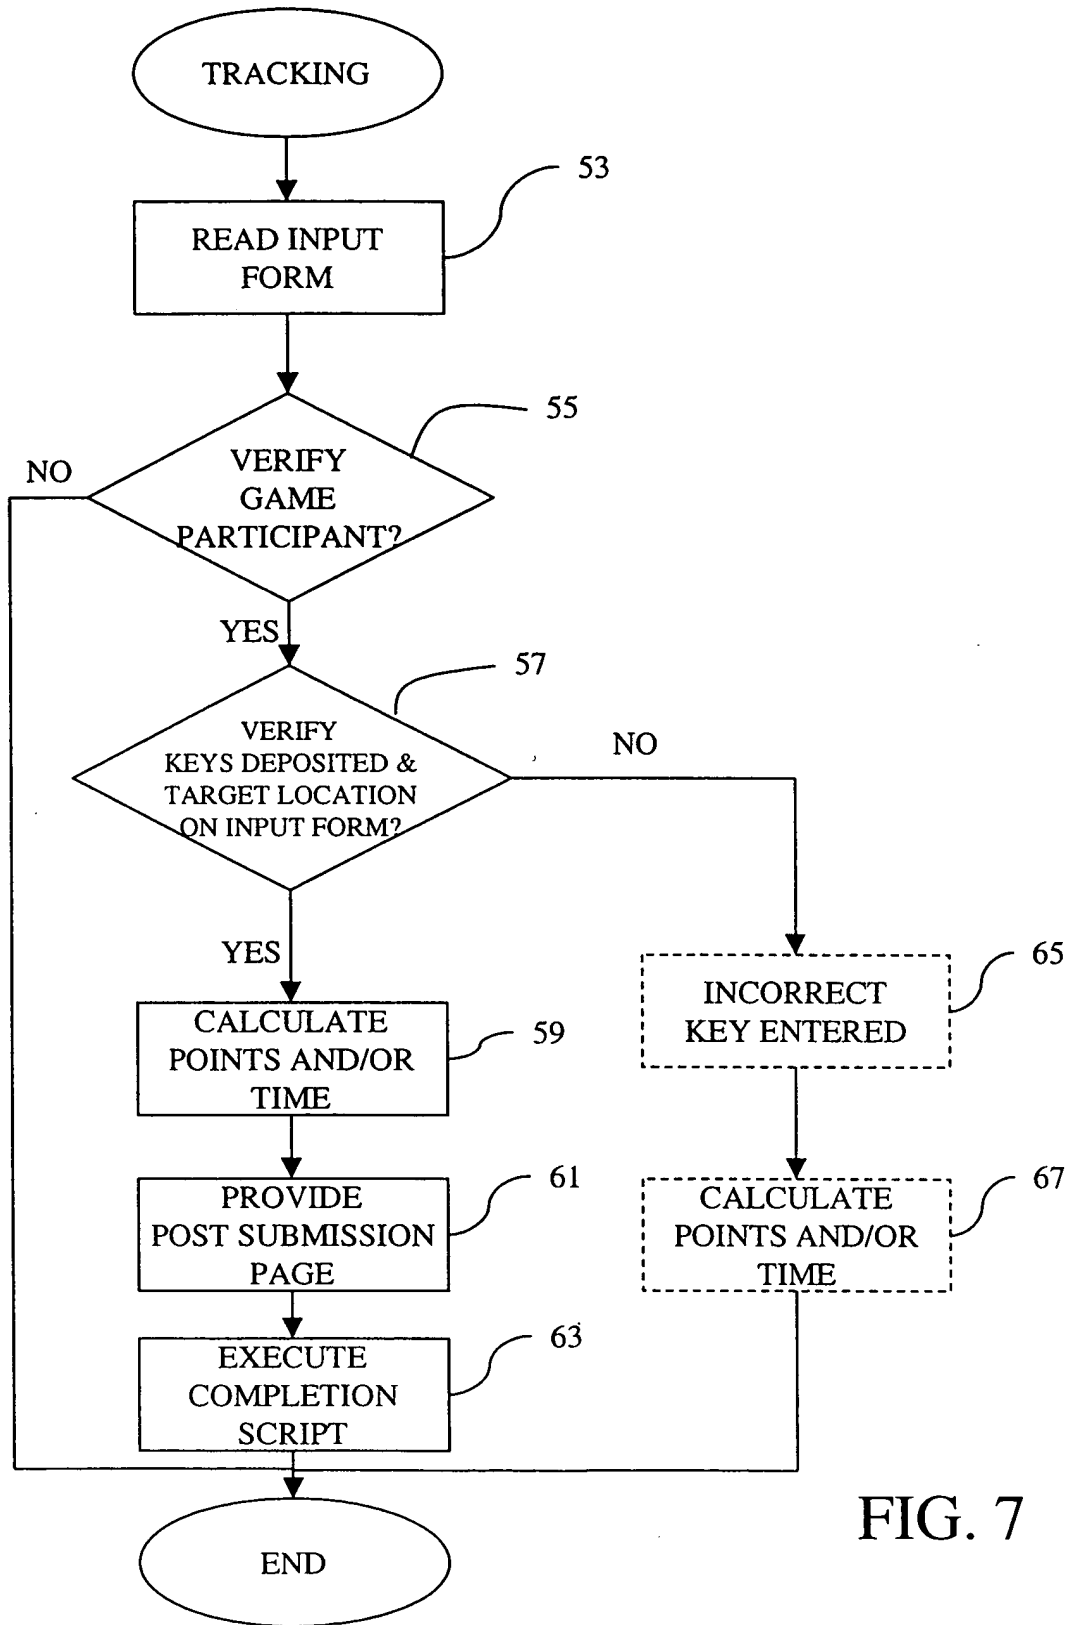 TRACKING
53
READ INPUT
FORM
55
NO
VERIFY
GAME
PARTICIPANT?
YES
57
VERIFY
KEYS DEPOSITED &
TARGET LOCATION
ON INPUT FORM?
NO
YES
65
INCORRECT
KEY ENTERED
CALCULATE
POINTS AND/OR
TIME
59
61
PROVIDE
POST SUBMISSION
PAGE
67
CALCULATE
POINTS AND/OR
TIME
63
EXECUTE
COMPLETION
SCRIPT
END
FIG. 7